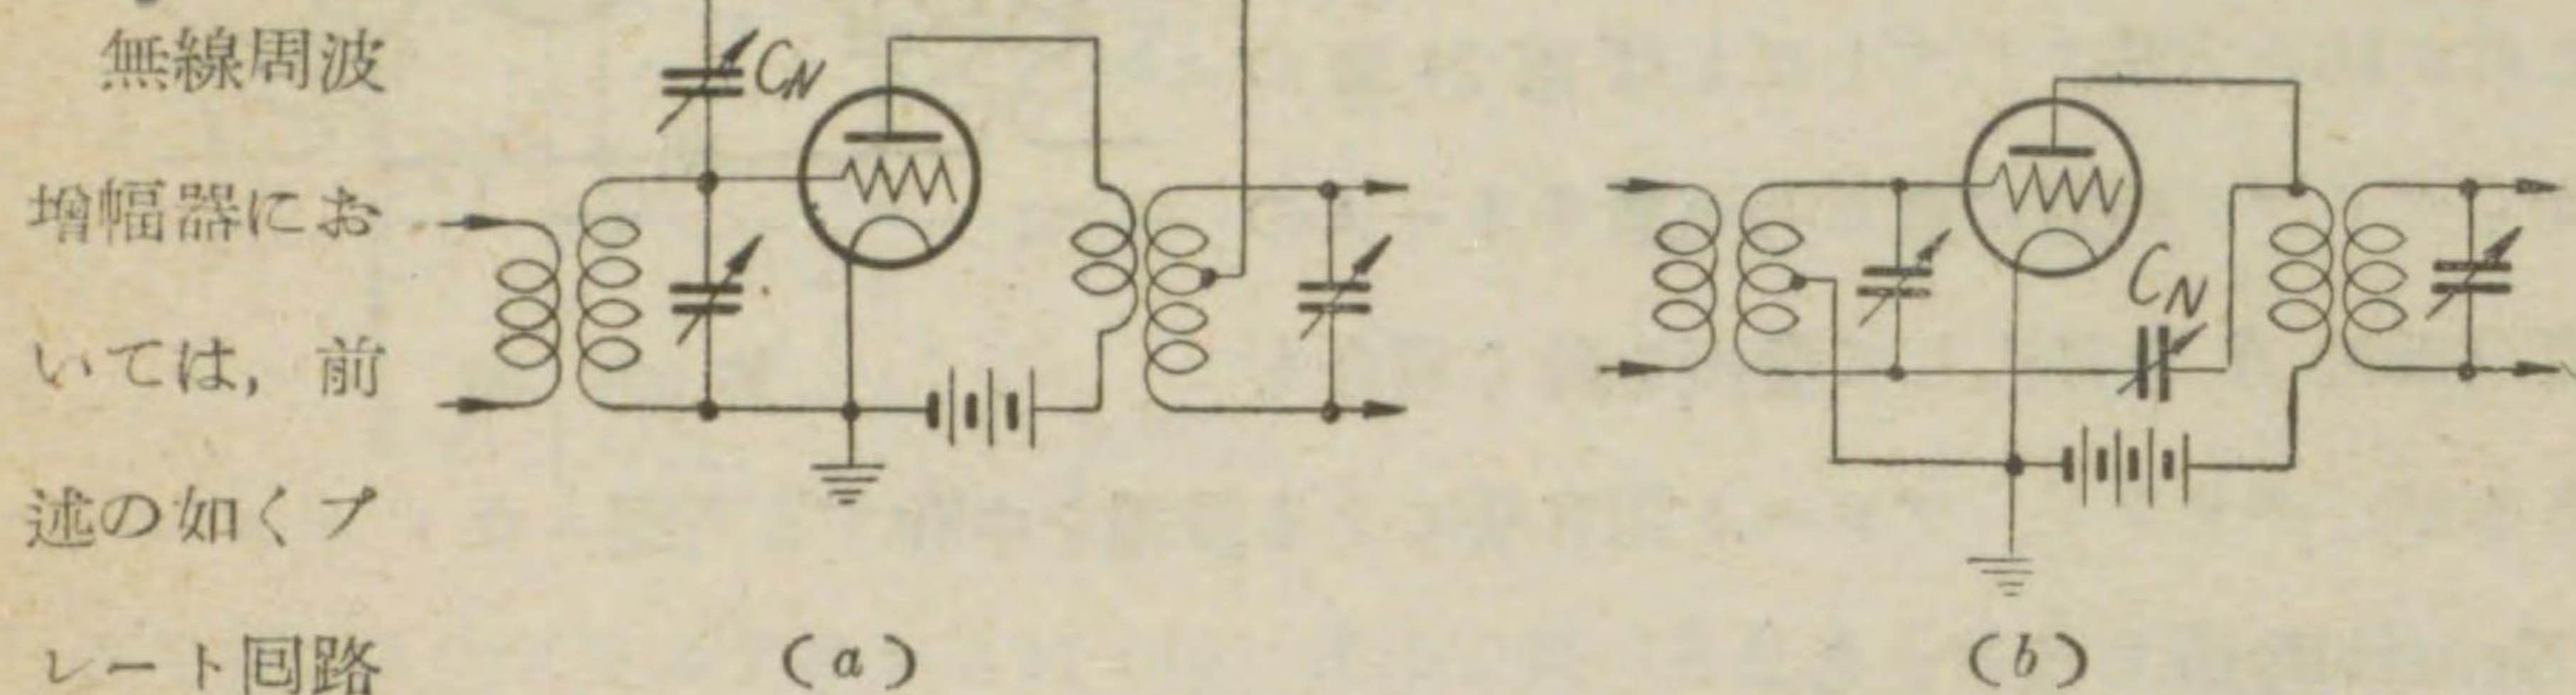 無線周波
増幅器にお
いては，前
述の如くプ
レート回路
C_N
C_N
(a)
(b)